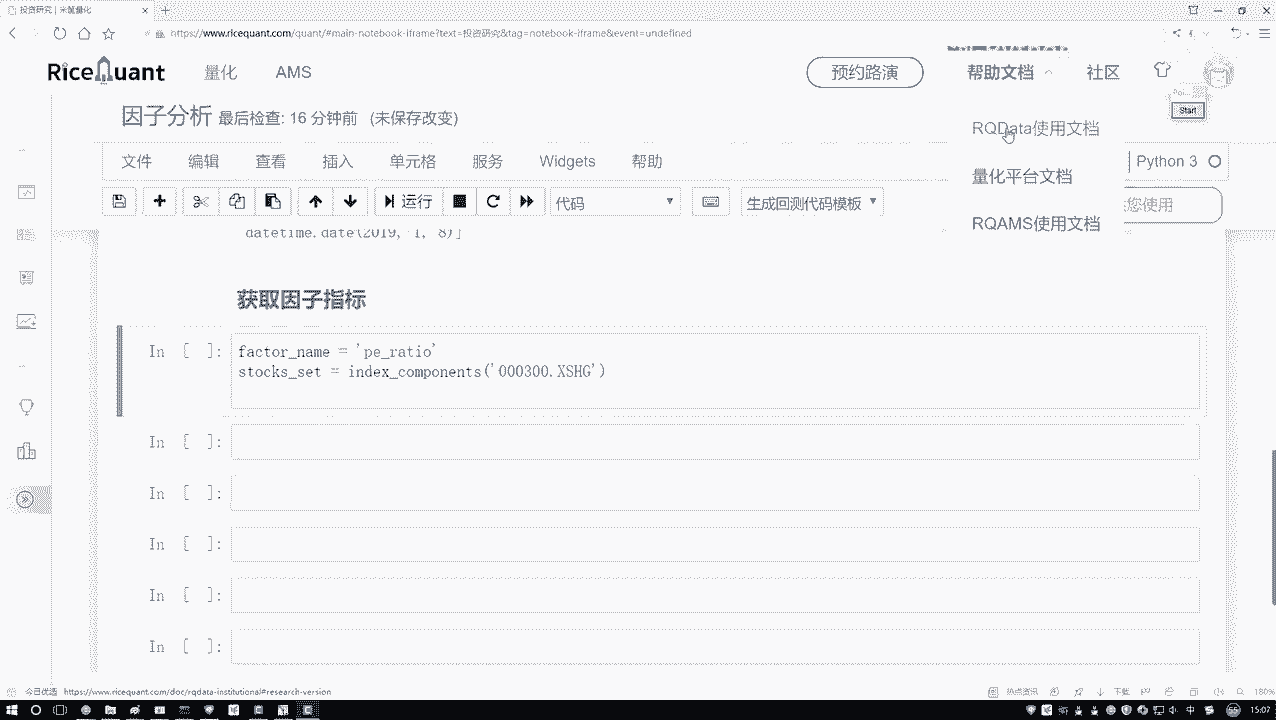 投资研究 | 米筐量化
https://www.ricequant.com/quant/#main-notebook-iframe?text=投资研究&tag=notebook-iframe&event=undefined
RiceQuant 量化 AMS 预约路演 帮助文档 社区
Start
因子分析 最后检查: 16 分钟前 (未保存改变)
RQData使用文档
文件 编辑 查看 插入 单元格 服务 Widgets 帮助 Python 3
量化平台文档
运行 代码 生成回测代码模板 您使用
RQAMS使用文档
datetime.date(2019, 1, 8)]
获取因子指标
In [ ]: factor_name = 'pe_ratio'
stocks_set = index_components('000300.XSHG')
In [ ]:
In [ ]:
In [ ]:
In [ ]:
In [ ]:
今日优选 https://www.ricequant.com/doc/rqdata-institutional#research-version 热点资讯 下载 180%
中 15:07